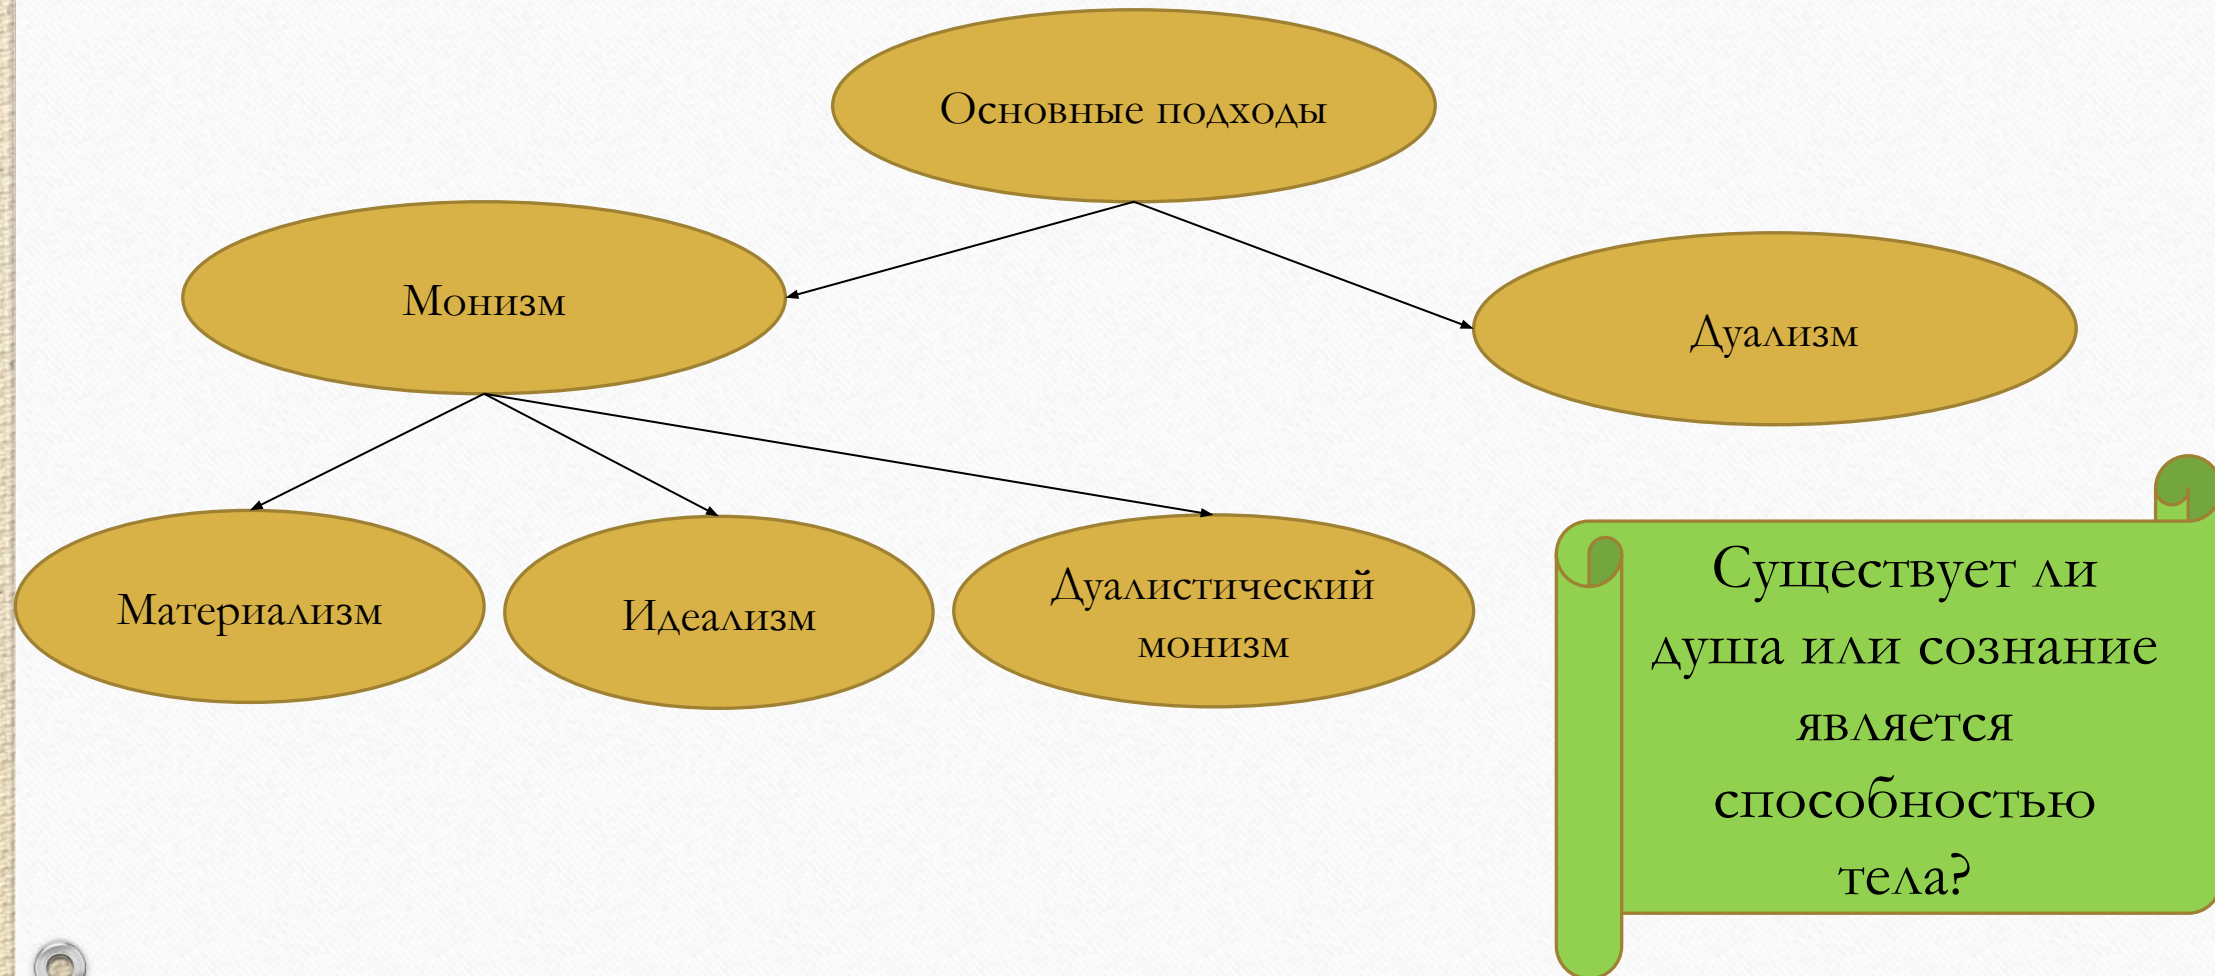 Основные подходы
Монизм
Дуализм
Материализм
Идеализм
Дуалистический
монизм
Существует ли
душа или сознание
является
способностью
тела?